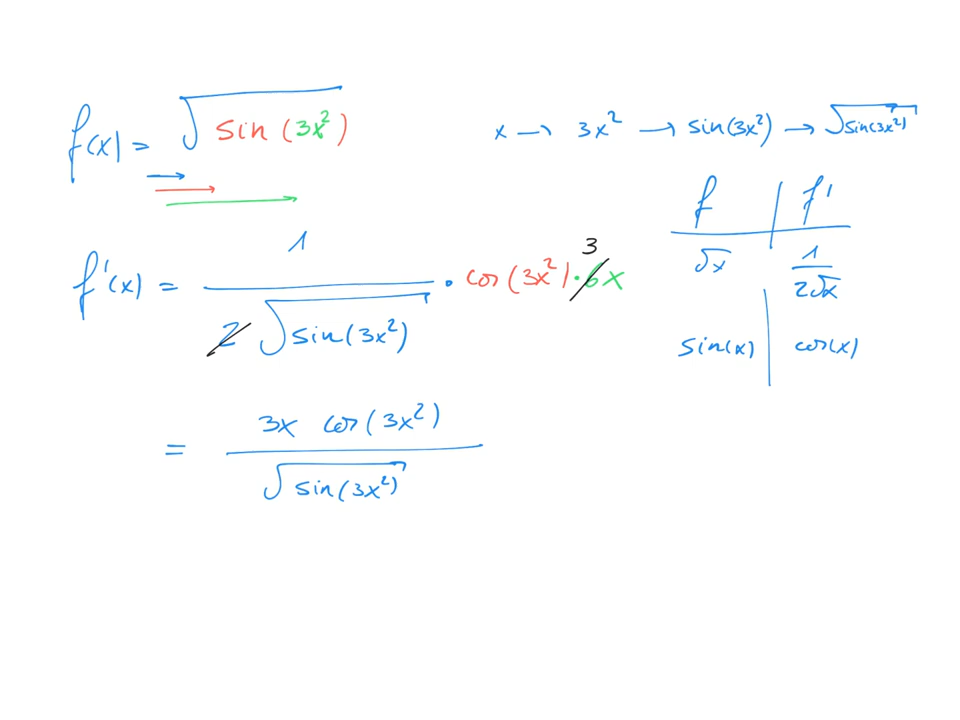 f(x) = √sin(3x²)
x → 3x² → sin(3x²) → √sin(3x²)
f | f'
√x | 1/(2√x)
sin(x) | cos(x)
f'(x) = 1/(2√sin(3x²)) · cos(3x²) · 6x
3
= 3x cos(3x²)/√sin(3x²)